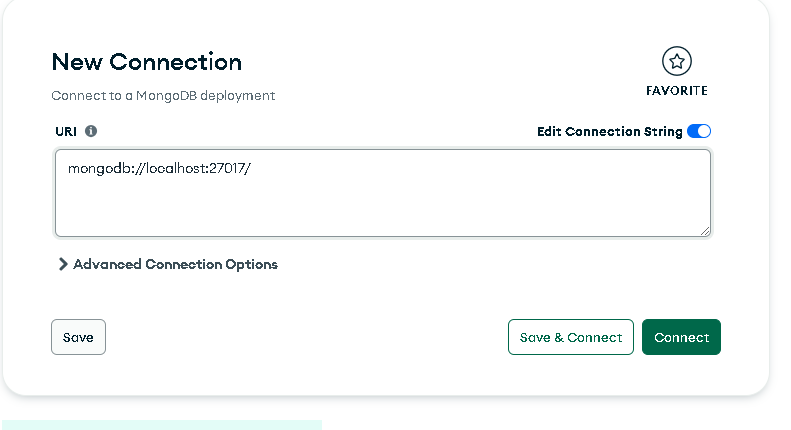 New Connection
FAVORITE
Connect to a MongoDB deployment
URI
Edit Connection String
mongodb://localhost:27017/
Advanced Connection Options
Save
Save & Connect
Connect